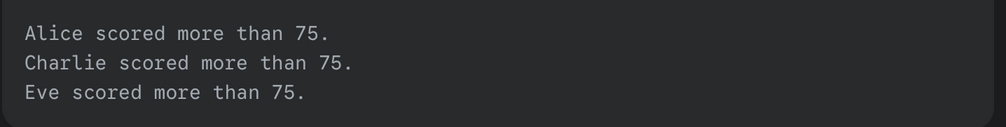 Alice scored more than 75.
Charlie scored more than 75.
Eve scored more than 75.